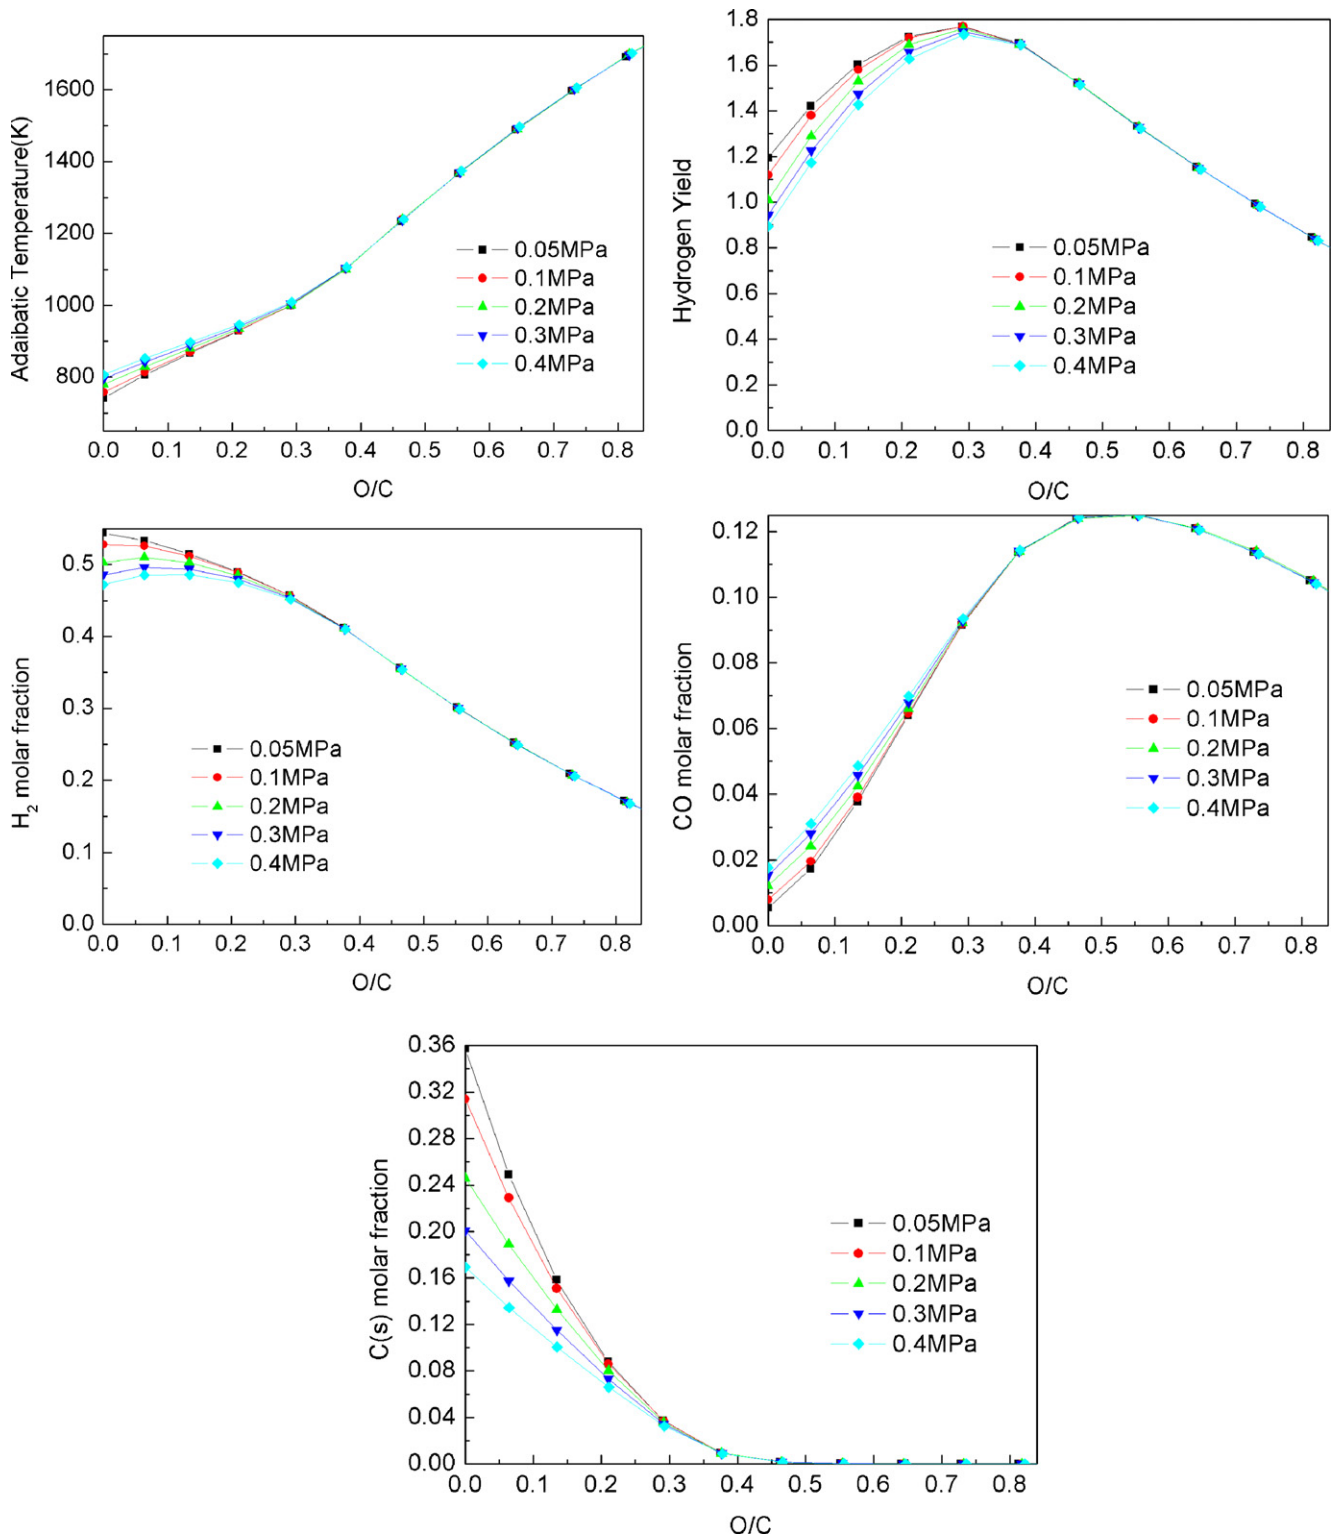 1600
1400
1200
1000
800
Adaibatic Temperature(K)
0.05MPa
0.1MPa
0.2MPa
0.3MPa
0.4MPa
0.0 0.1 0.2 0.3 0.4 0.5 0.6 0.7 0.8
O/C
1.8
1.6
1.4
1.2
1.0
0.8
0.6
0.4
0.2
0.0
Hydrogen Yield
0.05MPa
0.1MPa
0.2MPa
0.3MPa
0.4MPa
0.0 0.1 0.2 0.3 0.4 0.5 0.6 0.7 0.8
O/C
0.5
0.4
0.3
0.2
0.1
0.0
H2 molar fraction
0.05MPa
0.1MPa
0.2MPa
0.3MPa
0.4MPa
0.0 0.1 0.2 0.3 0.4 0.5 0.6 0.7 0.8
O/C
0.12
0.10
0.08
0.06
0.04
0.02
0.00
CO molar fraction
0.05MPa
0.1MPa
0.2MPa
0.3MPa
0.4MPa
0.0 0.1 0.2 0.3 0.4 0.5 0.6 0.7 0.8
O/C
0.36
0.32
0.28
0.24
0.20
0.16
0.12
0.08
0.04
0.00
C(s) molar fraction
0.05MPa
0.1MPa
0.2MPa
0.3MPa
0.4MPa
0.0 0.1 0.2 0.3 0.4 0.5 0.6 0.7 0.8
O/C